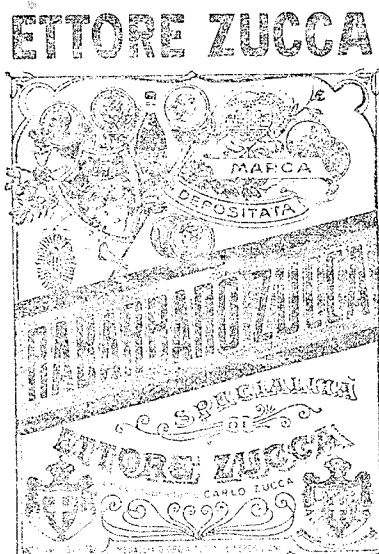 ETTORE ZUCCA
MARCA
DEPOSITATA
RABARBARO ZUCCA
SPECIALITÀ
DI
ETTORE ZUCCA
CARLO ZUCCA